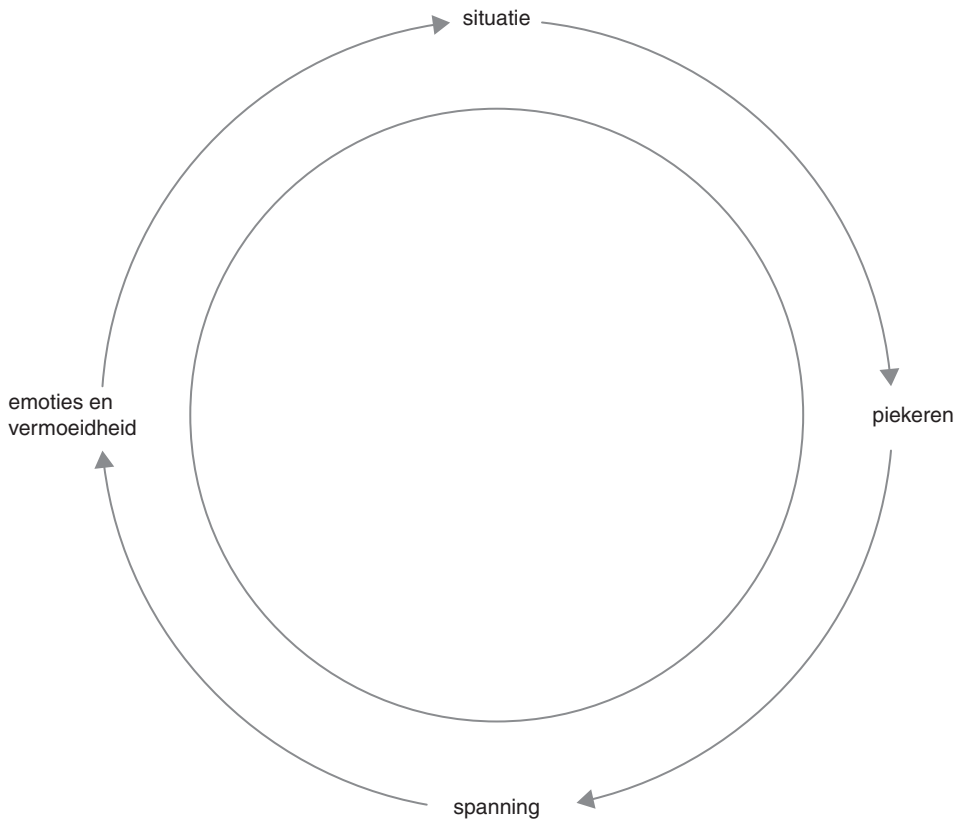 situatie
piekeren
spanning
emoties en
vermoeidheid